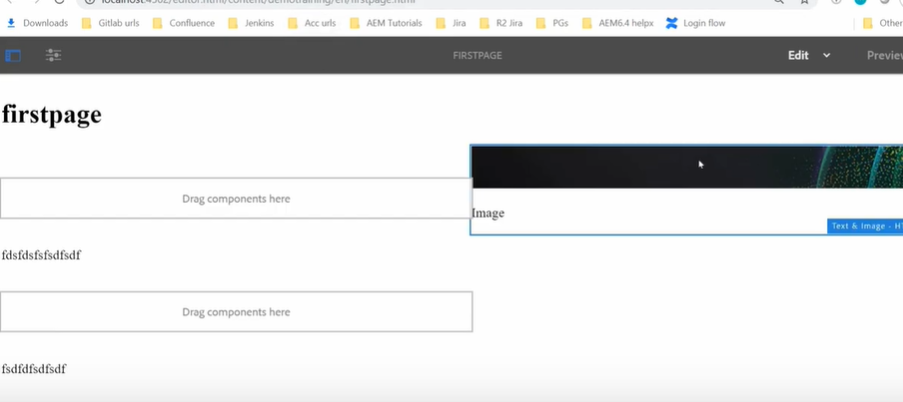 localhost:4502/editor.html/content/demotraining/en/firstpage.html
Downloads Gitlab urls Confluence Jenkins Acc urls AEM Tutorials Jira R2 Jira PGs AEM6.4 helpx Login flow Other
FIRSTPAGE Edit Preview
firstpage
Drag components here
Image
Text & Image - HT
fdsfdsfsfsdfsdf
Drag components here
fsdfdfsdfsdf